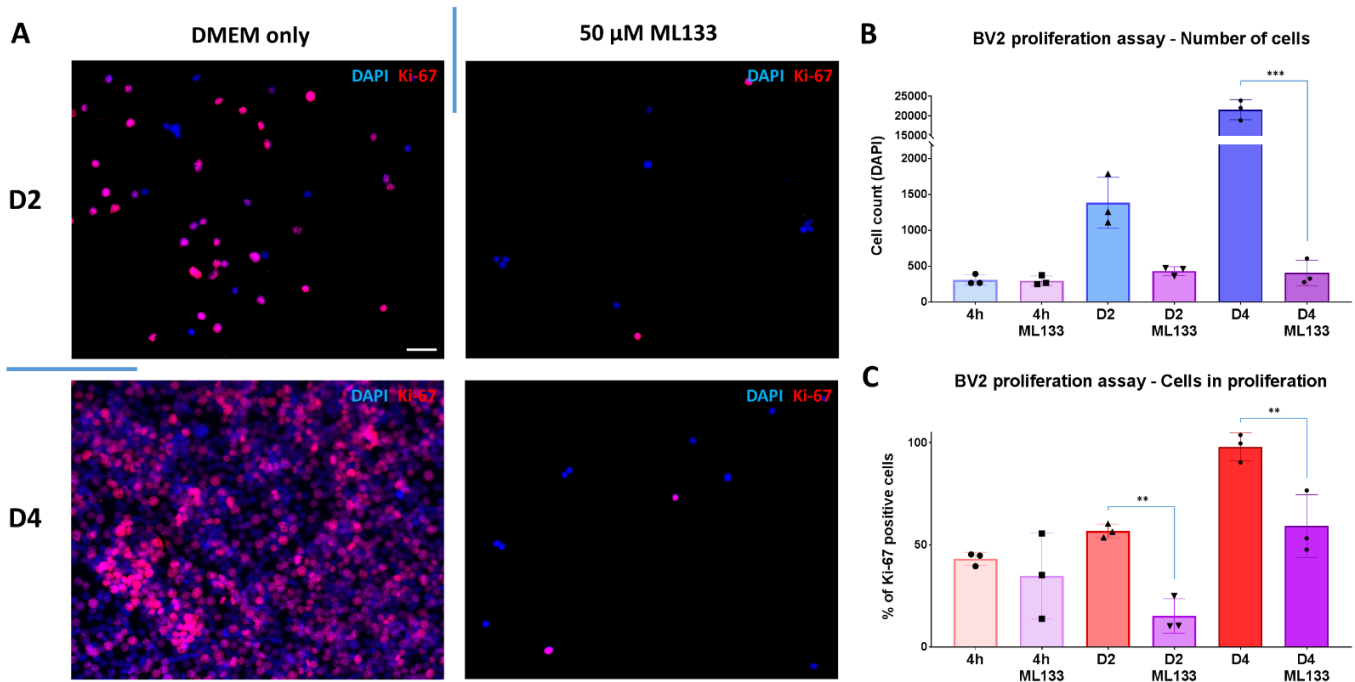 A
DMEM only
50 µM ML133
DAPI Ki-67
DAPI Ki-67
D2
D4
DAPI Ki-67
DAPI Ki-67
B
BV2 proliferation assay - Number of cells
***
25000
20000
15000
2000
1500
1000
500
0
Cell count (DAPI)
4h
4h
ML133
D2
D2
ML133
D4
D4
ML133
C
BV2 proliferation assay - Cells in proliferation
**
**
100
50
0
% of Ki-67 positive cells
4h
4h
ML133
D2
D2
ML133
D4
D4
ML133